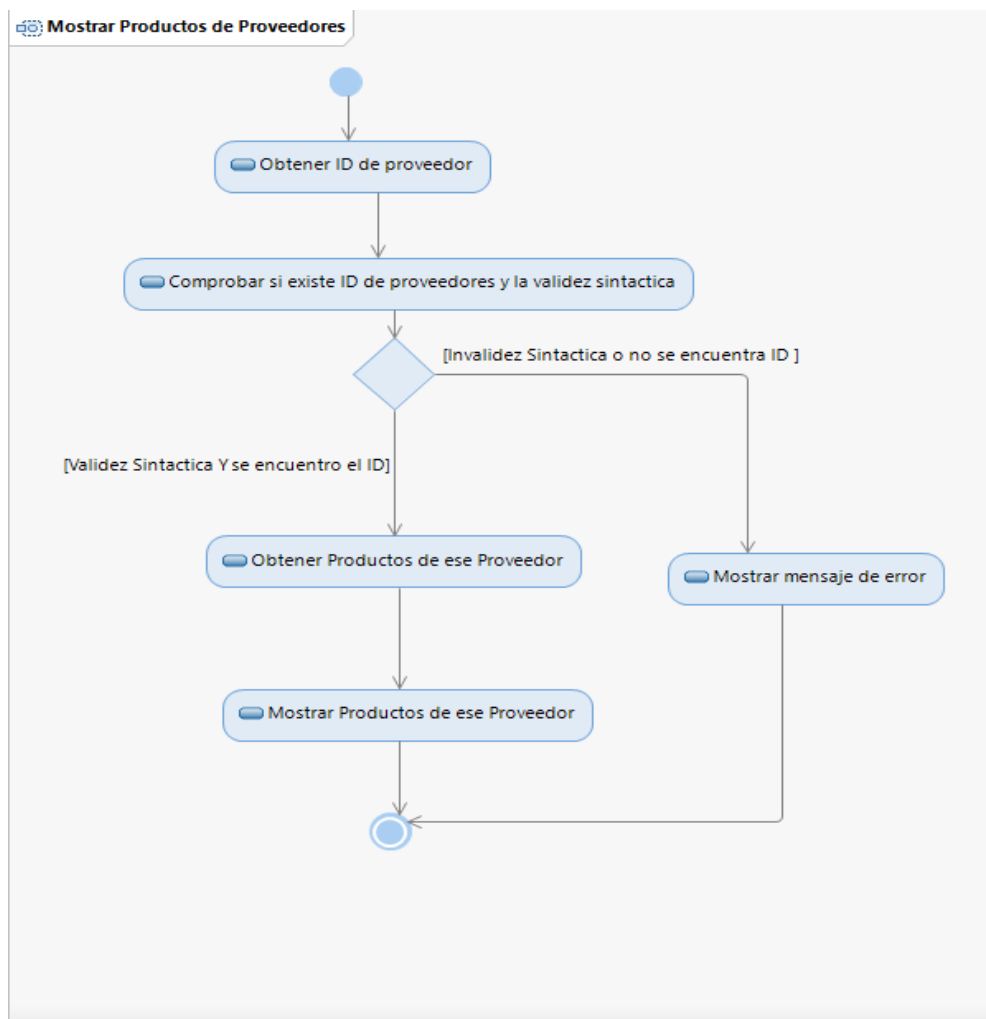 Mostrar Productos de Proveedores
Obtener ID de proveedor
Comprobar si existe ID de proveedores y la validez sintactica
[Invalidez Sintactica o no se encuentra ID ]
[Validez Sintactica Y se encuentro el ID]
Obtener Productos de ese Proveedor
Mostrar mensaje de error
Mostrar Productos de ese Proveedor